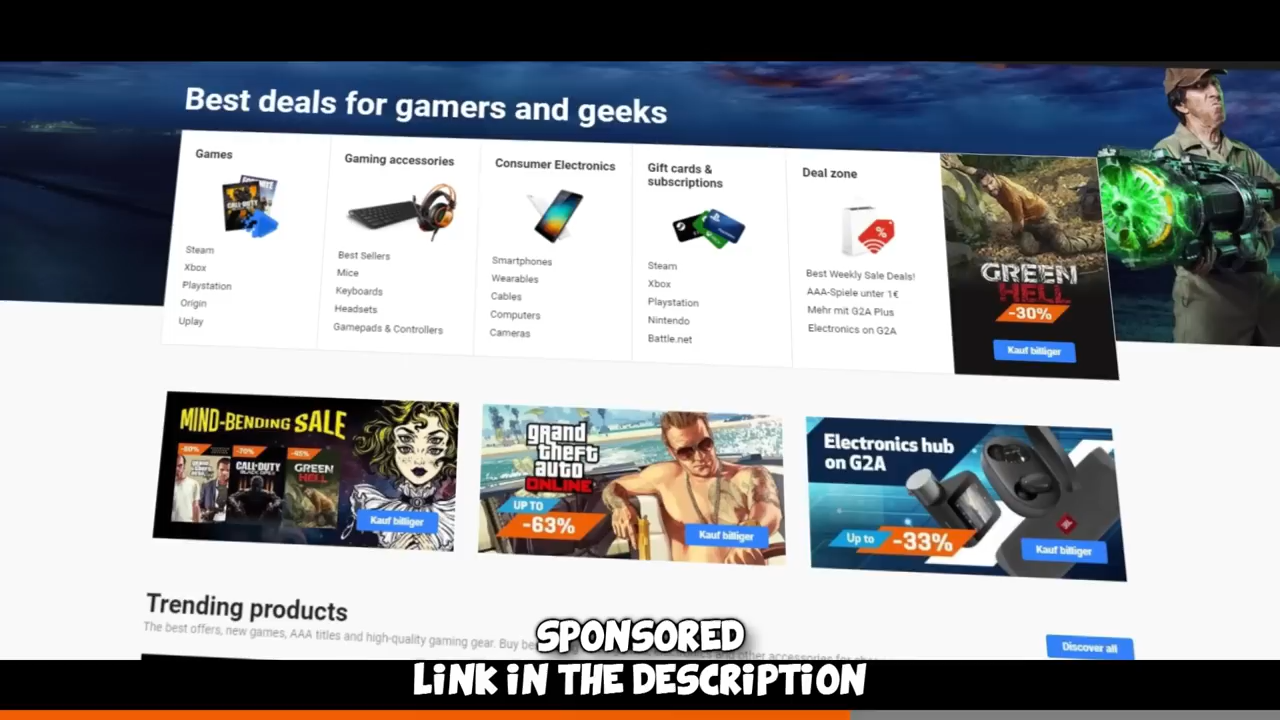 Best deals for gamers and geeks
Games
Steam
Xbox
Playstation
Origin
Uplay
Gaming accessories
Best Sellers
Mice
Keyboards
Headsets
Gamepads & Controllers
Consumer Electronics
Smartphones
Wearables
Cables
Computers
Cameras
Gift cards &
subscriptions
Steam
Xbox
Playstation
Nintendo
Battle.net
Deal zone
%
Best Weekly Sale Deals!
AAA-Spiele unter 1€
Mehr mit G2A Plus
Electronics on G2A
GREEN
HELL
-30%
Kauf billiger
MIND-BENDING SALE
-70%
CALL·DUTY
GREEN
HELL
Kauf billiger
grand
theft
auto
ONLINE
UP TO
-63%
Kauf billiger
Electronics hub
on G2A
JBL
Up to
-33%
Kauf billiger
Trending products
The best offers, new games, AAA titles and high-quality gaming gear. Buy
Discover all
SPONSORED
LINK IN THE DESCRIPTION